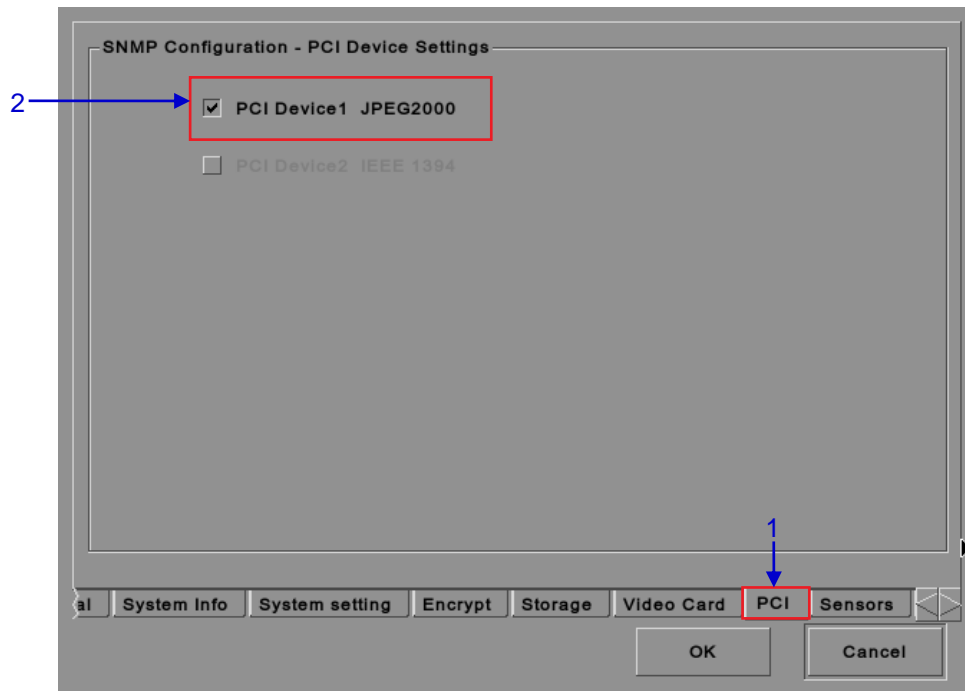 SNMP Configuration - PCI Device Settings
2
PCI Device1 JPEG2000
PCI Device2 IEEE 1394
1
al System Info System setting Encrypt Storage Video Card PCI Sensors
OK Cancel